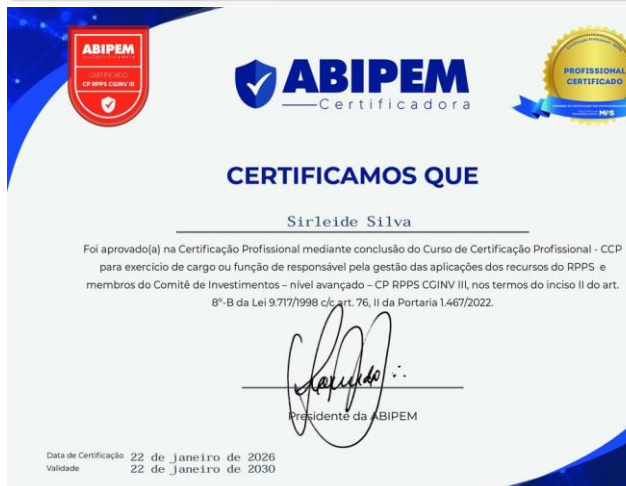 ABIPEM
CERTIFICADO
CP RPPS CGINV III
ABIPEM
Certificadora
PROFISSIONAL
CERTIFICADO
CERTIFICAMOS QUE
Sirleide Silva
Foi aprovado(a) na Certificação Profissional mediante conclusão do Curso de Certificação Profissional - CCP
para exercício de cargo ou função de responsável pela gestão das aplicações dos recursos do RPPS e
membros do Comitê de Investimentos – nível avançado – CP RPPS CGINV III, nos termos do inciso II do art.
8º-B da Lei 9.717/1998 c/c art. 76, II da Portaria 1.467/2022.
Presidente da ABIPEM
Data de Certificação 22 de janeiro de 2026
Validade 22 de janeiro de 2030